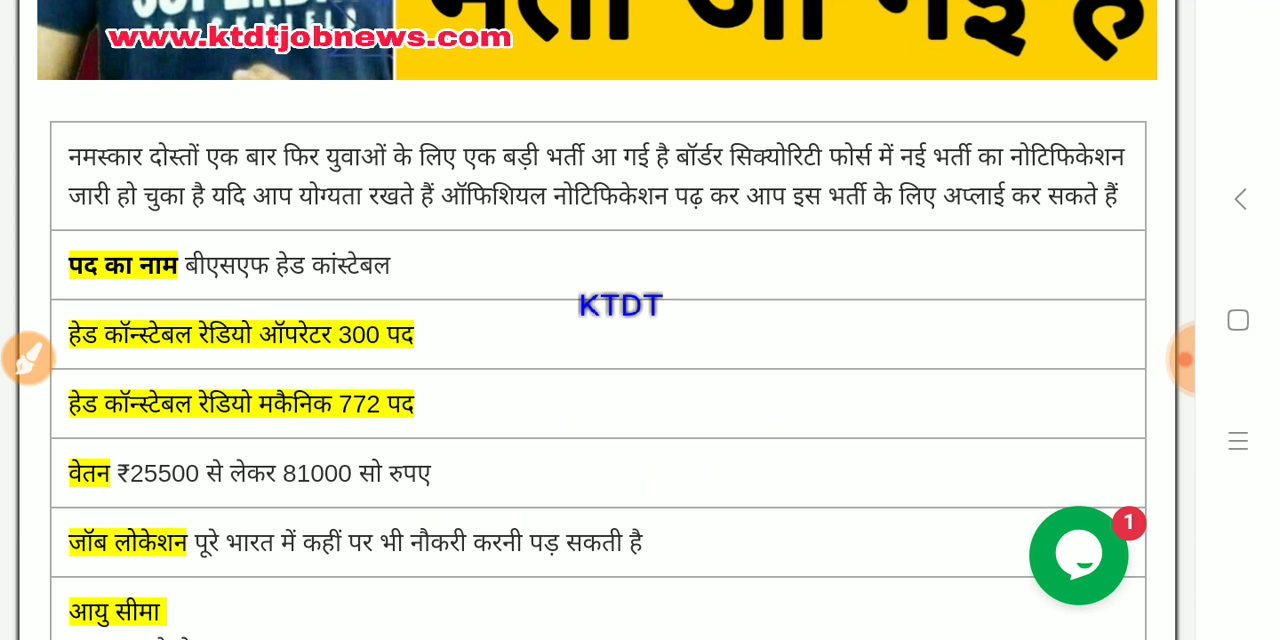 www.ktdtjobnews.com
भर्ती आ गई है
नमस्कार दोस्तों एक बार फिर युवाओं के लिए एक बड़ी भर्ती आ गई है बॉर्डर सिक्योरिटी फोर्स में नई भर्ती का नोटिफिकेशन
जारी हो चुका है यदि आप योग्यता रखते हैं ऑफिशियल नोटिफिकेशन पढ़ कर आप इस भर्ती के लिए अप्लाई कर सकते हैं
पद का नाम बीएसएफ हेड कांस्टेबल
KTDT
हेड कॉन्स्टेबल रेडियो ऑपरेटर 300 पद
हेड कॉन्स्टेबल रेडियो मकैनिक 772 पद
वेतन ₹25500 से लेकर 81000 सो रुपए
1
जॉब लोकेशन पूरे भारत में कहीं पर भी नौकरी करनी पड़ सकती है
आयु सीमा